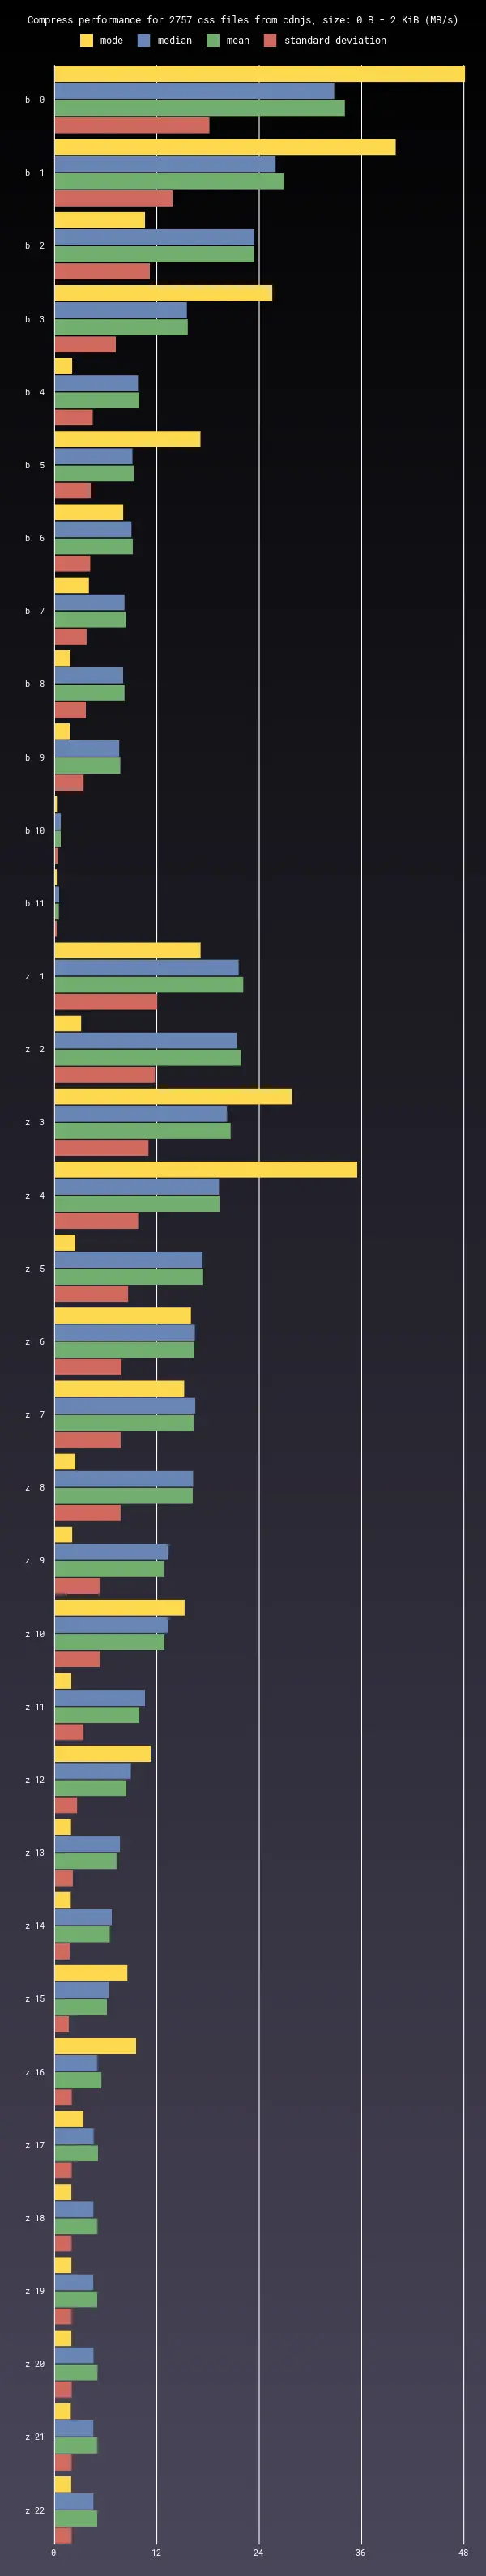 Compress performance for 2757 css files from cdnjs, size: 0 B - 2 KiB (MB/s)
mode median mean standard deviation
b 0
b 1
b 2
b 3
b 4
b 5
b 6
b 7
b 8
b 9
b 10
b 11
z 1
z 2
z 3
z 4
z 5
z 6
z 7
z 8
z 9
z 10
z 11
z 12
z 13
z 14
z 15
z 16
z 17
z 18
z 19
z 20
z 21
z 22
0 12 24 36 48